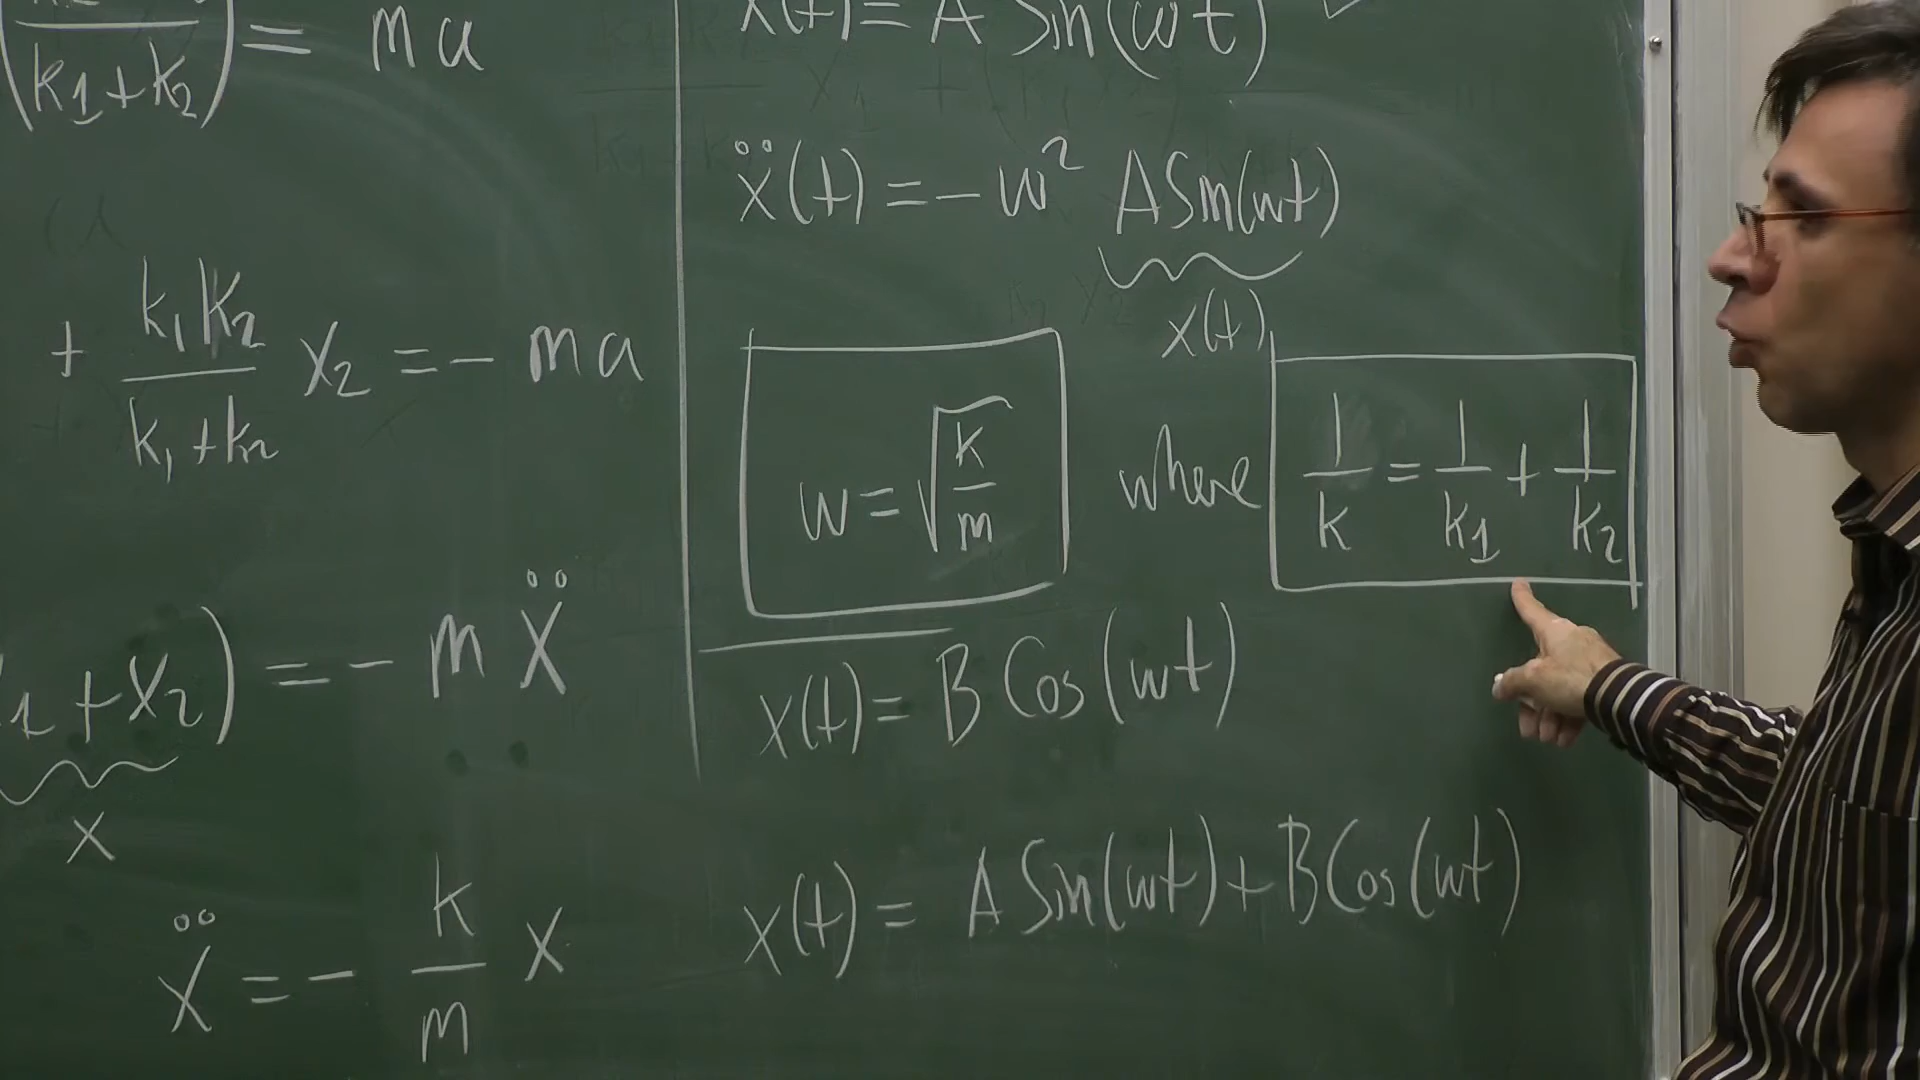 (k1+k2) = ma
+ k₁k₂/(k₁+k₂) x₂ = - ma
1 + x₂) = - m ẍ
x
ẍ = - k/m x
x(t) = A Sin(wt)
ẍ(t) = - w² A Sin(wt)
x(t)
w = √(k/m) where 1/k = 1/k1 + 1/k2
x(t) = B Cos(wt)
x(t) = A Sin(wt) + B Cos(wt)